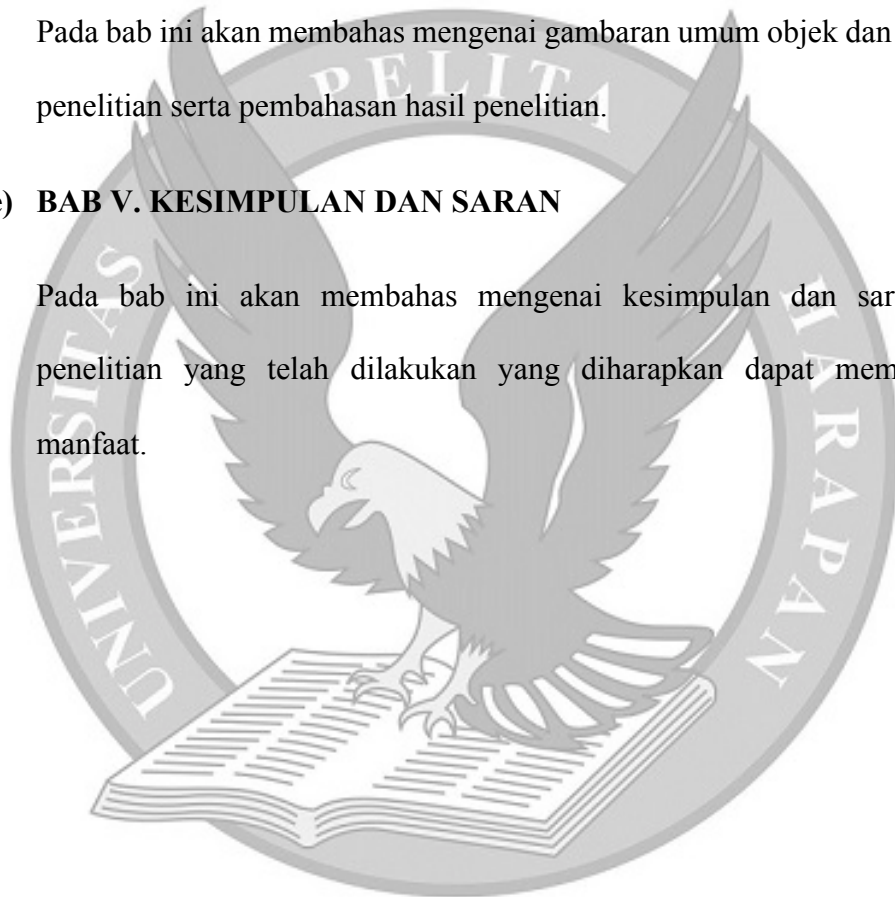 Pada bab ini akan membahas mengenai gambaran umum objek dan
penelitian serta pembahasan hasil penelitian.
) BAB V. KESIMPULAN DAN SARAN
Pada bab ini akan membahas mengenai kesimpulan dan sar
penelitian yang telah dilakukan yang diharapkan dapat mem
manfaat.
UNIVERSITAS PELITA HARAPAN